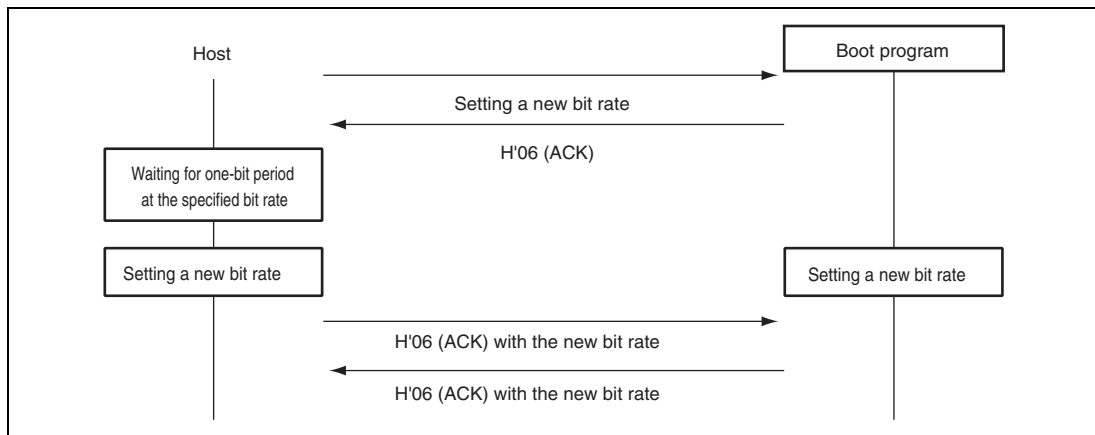 Host
Boot program
Setting a new bit rate
H'06 (ACK)
Waiting for one-bit period
at the specified bit rate
Setting a new bit rate
Setting a new bit rate
H'06 (ACK) with the new bit rate
H'06 (ACK) with the new bit rate